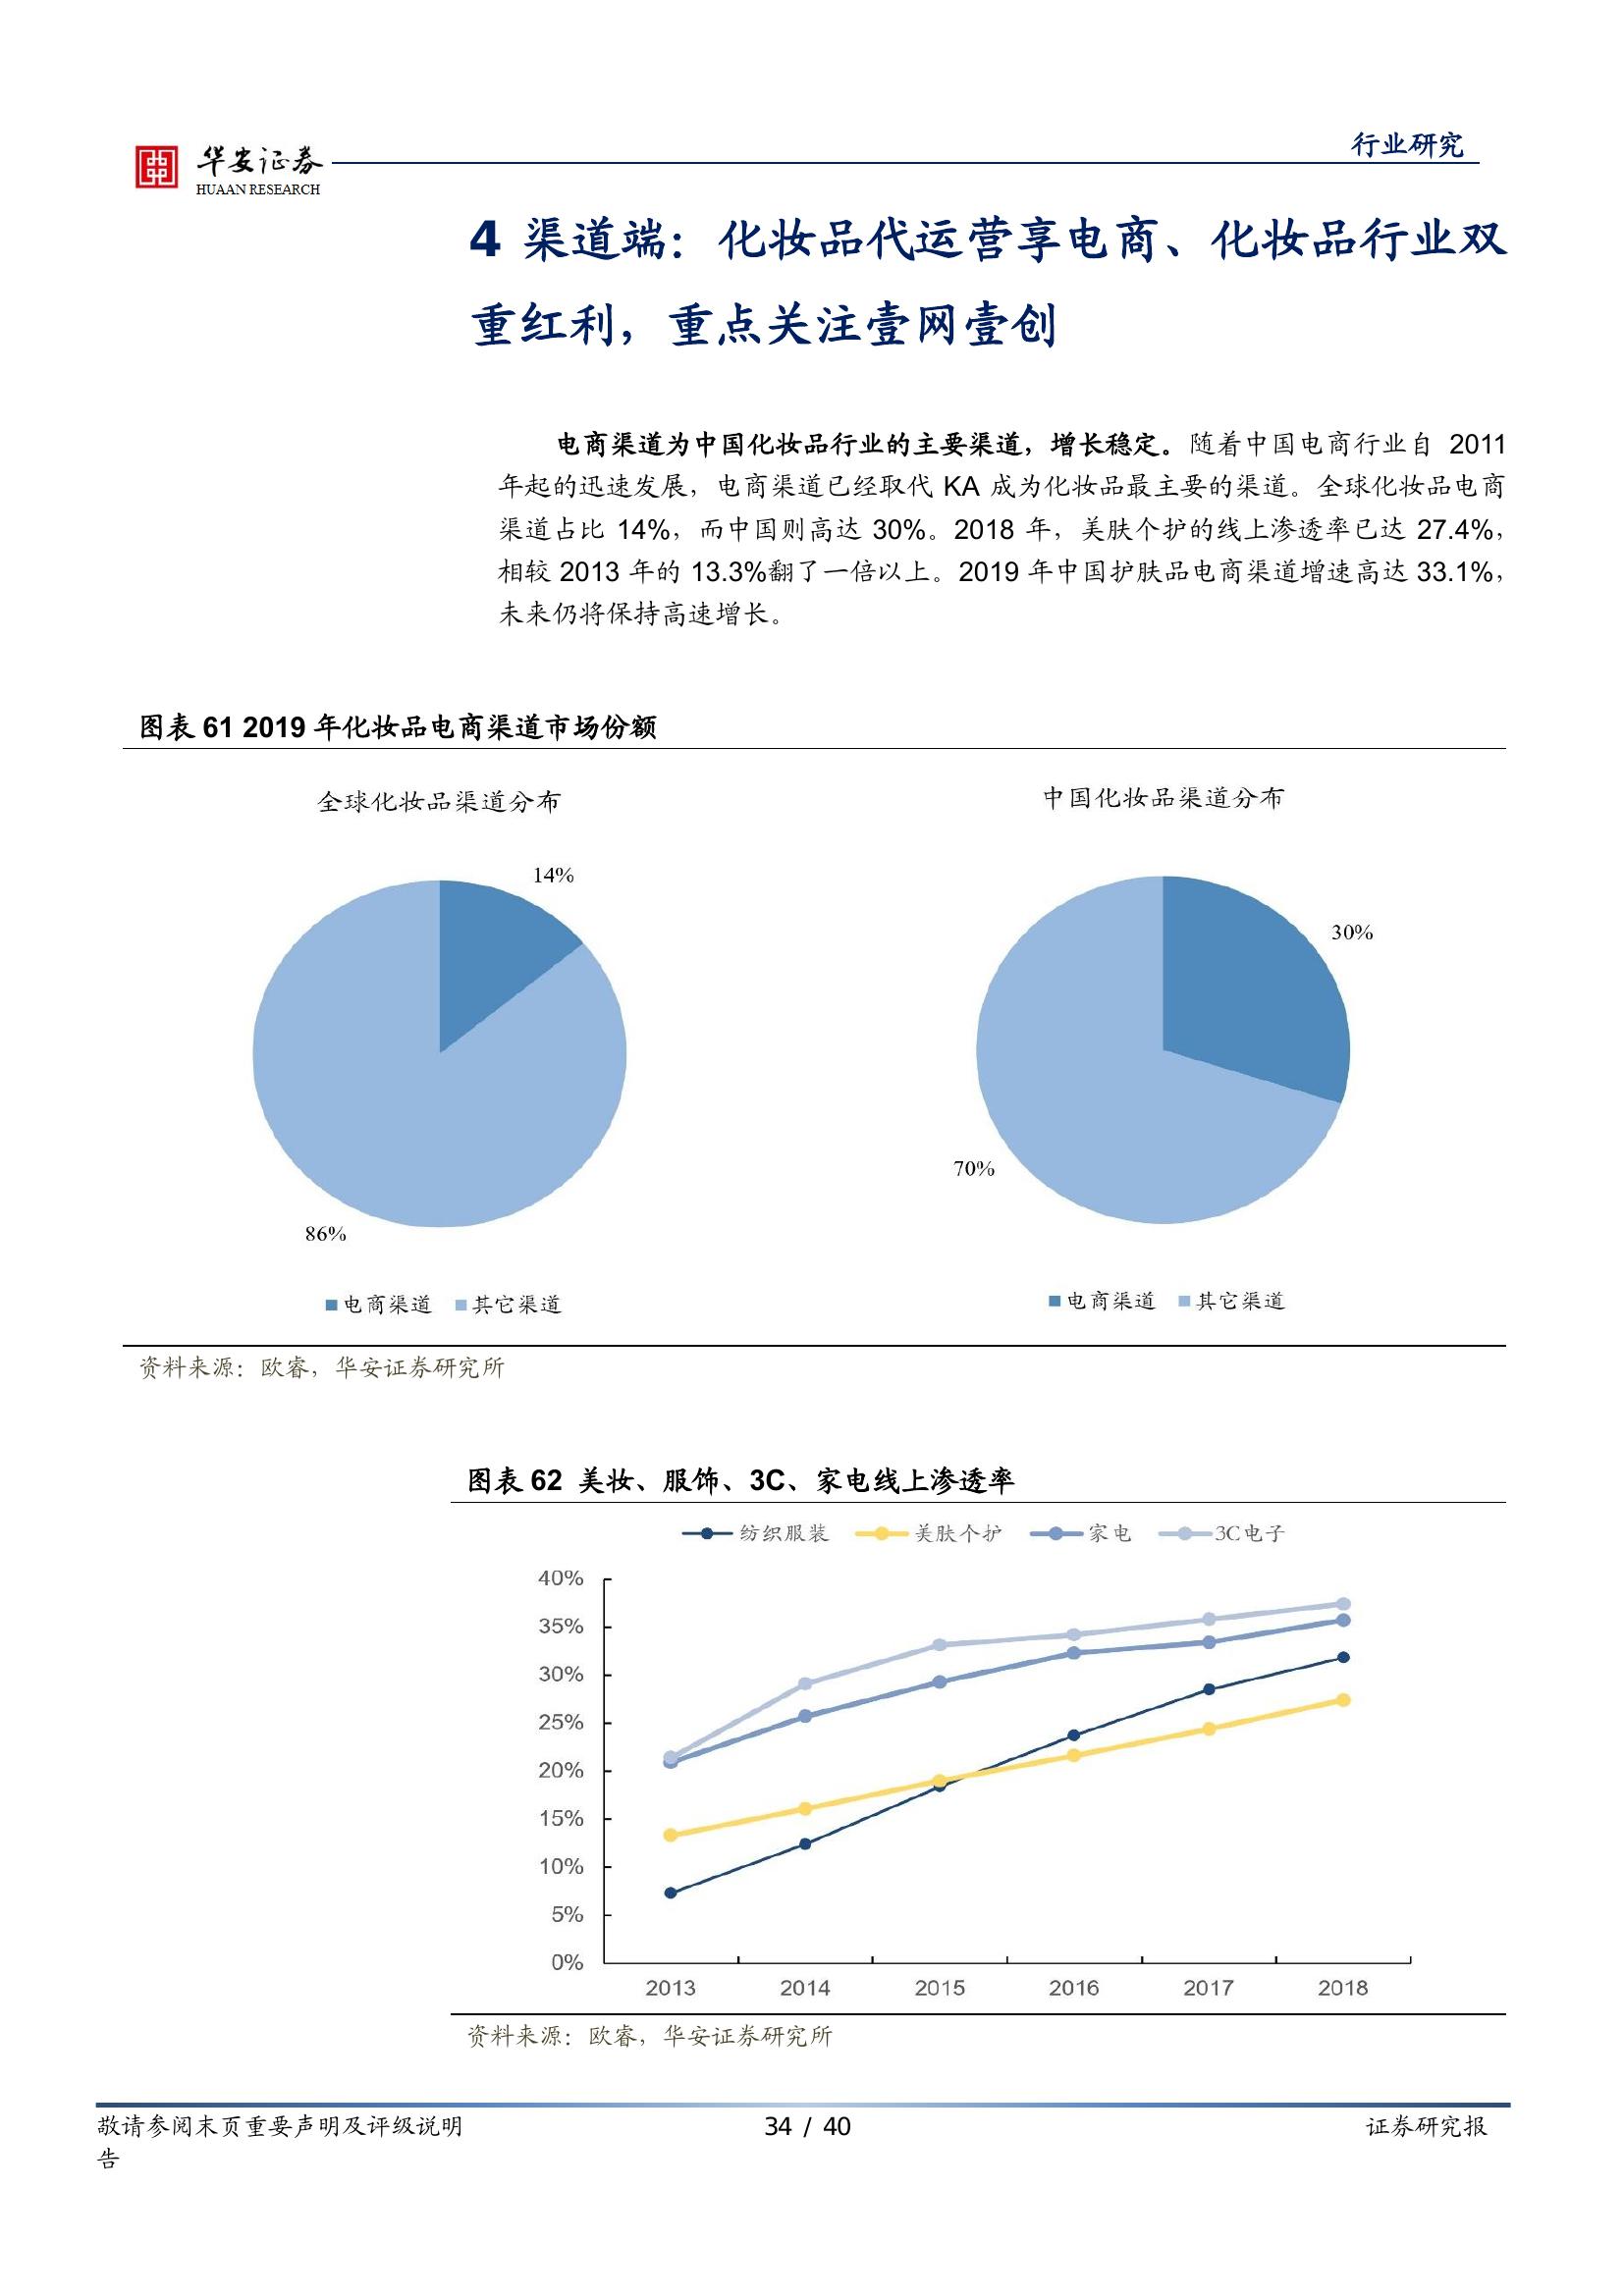 华安证券
HUAAN RESEARCH
行业研究
4 渠道端：化妆品代运营享电商、化妆品行业双
重红利，重点关注壹网壹创
电商渠道为中国化妆品行业的主要渠道，增长稳定。随着中国电商行业自 2011
年起的迅速发展，电商渠道已经取代 KA 成为化妆品最主要的渠道。全球化妆品电商
渠道占比 14%，而中国则高达 30%。2018 年，美肤个护的线上渗透率已达 27.4%，
相较 2013 年的 13.3%翻了一倍以上。2019 年中国护肤品电商渠道增速高达 33.1%，
未来仍将保持高速增长。
图表 61 2019 年化妆品电商渠道市场份额
全球化妆品渠道分布
14%
86%
电商渠道 其它渠道
中国化妆品渠道分布
30%
70%
电商渠道 其它渠道
资料来源：欧睿，华安证券研究所
图表 62 美妆、服饰、3C、家电线上渗透率
纺织服装 美肤个护 家电 3C电子
40%
35%
30%
25%
20%
15%
10%
5%
0%
2013 2014 2015 2016 2017 2018
资料来源：欧睿，华安证券研究所
敬请参阅末页重要声明及评级说明 34 / 40 证券研究报
告